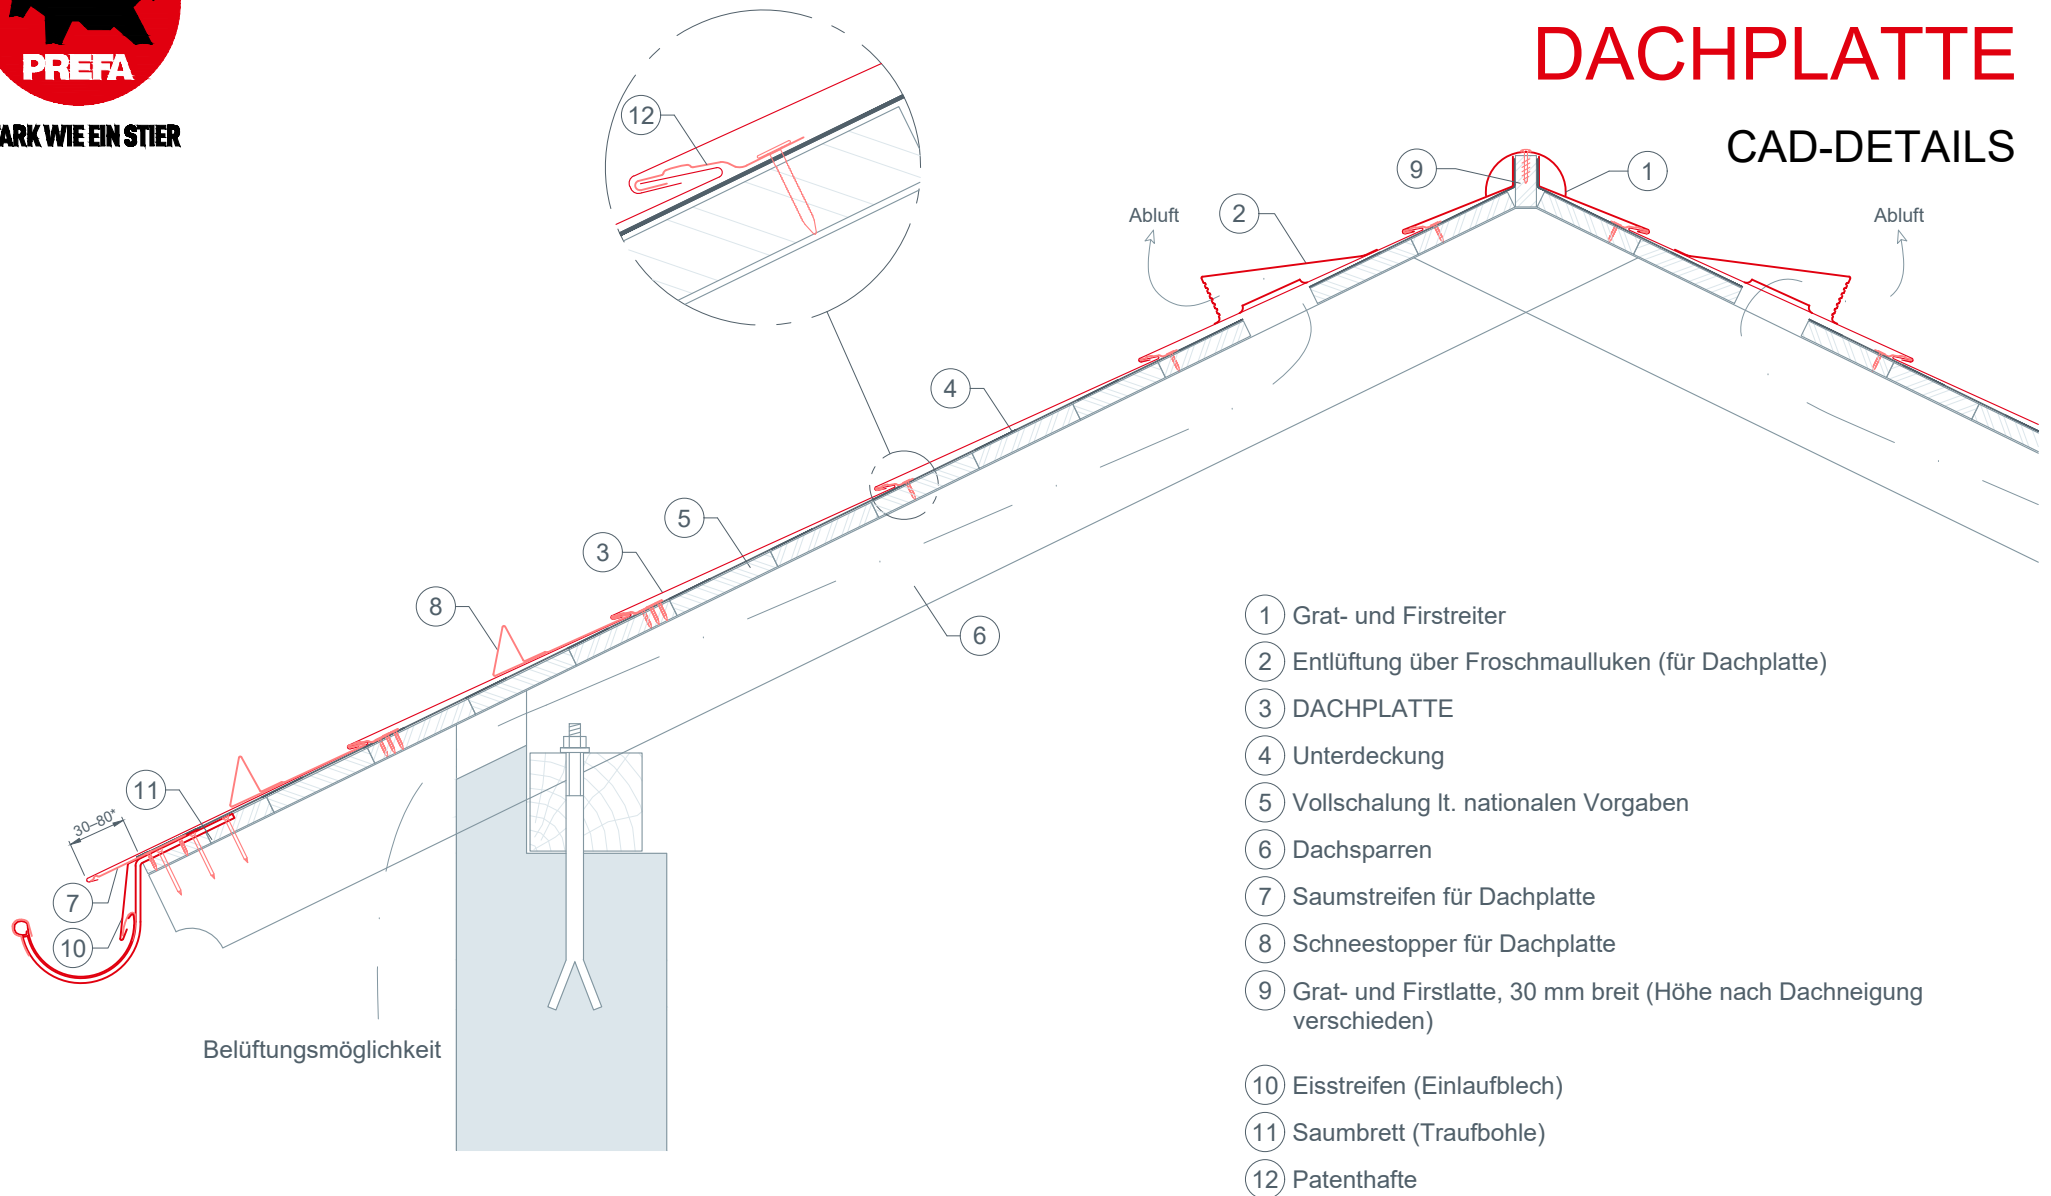 PREFA
ARK WIE EIN STIER
DACHPLATTE
CAD-DETAILS
12
9
1
Abluft
2
Abluft
4
5
3
8
6
11
30–80*
7
10
Belüftungsmöglichkeit
1 Grat- und Firstreiter
2 Entlüftung über Froschmaulluken (für Dachplatte)
3 DACHPLATTE
4 Unterdeckung
5 Vollschalung lt. nationalen Vorgaben
6 Dachsparren
7 Saumstreifen für Dachplatte
8 Schneestopper für Dachplatte
9 Grat- und Firstlatte, 30 mm breit (Höhe nach Dachneigung
verschieden)
10 Eisstreifen (Einlaufblech)
11 Saumbrett (Traufbohle)
12 Patenthafte